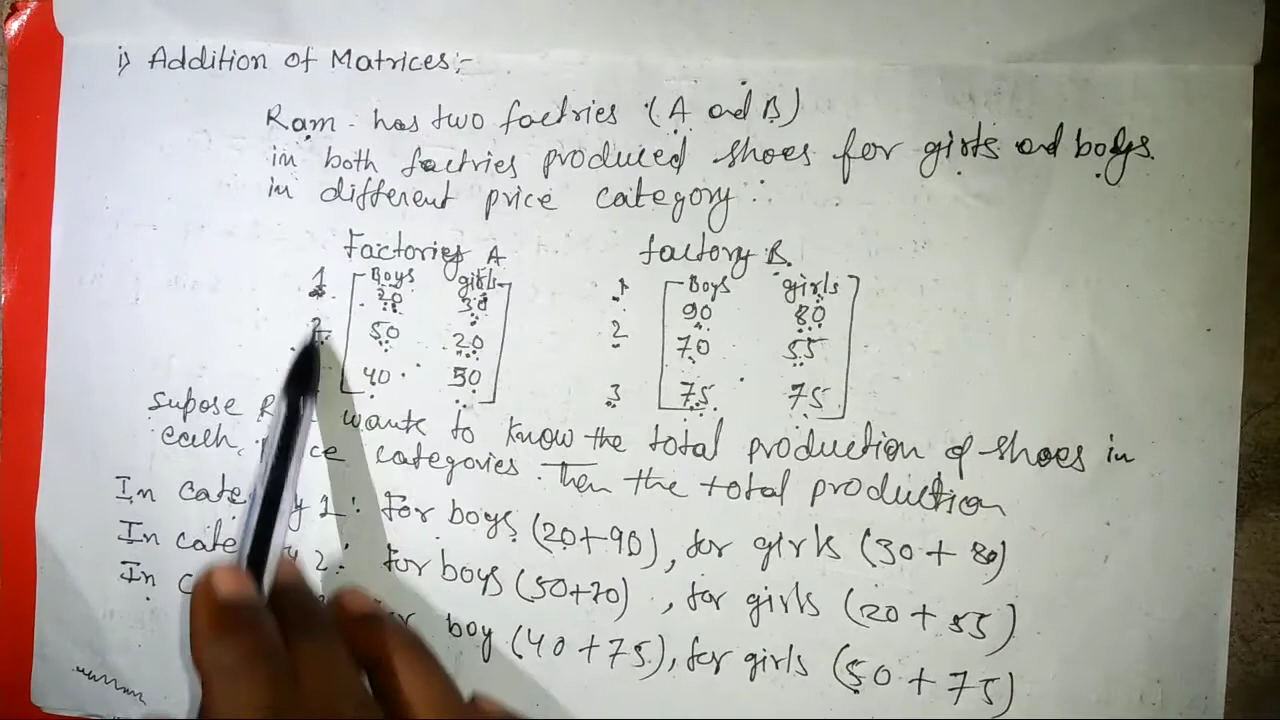 i) Addition of Matrices:-
Ram has two factries (A and B)
in both factries produced shoes for girls and boys.
in different price category:
Factories A factory B.
1 Boys girls 1 Boys girls
20 30 90 80
2 50 20 2 70 55
40 50 3 75 75
Supose wants to know the total production of shoes in
each categories Then the total production
In 1: For boys (20+90), for girls (30 + 80)
In 2: For boys (50+70), for girls (20 + 55)
In boy (40+75), for girls (50 + 75)